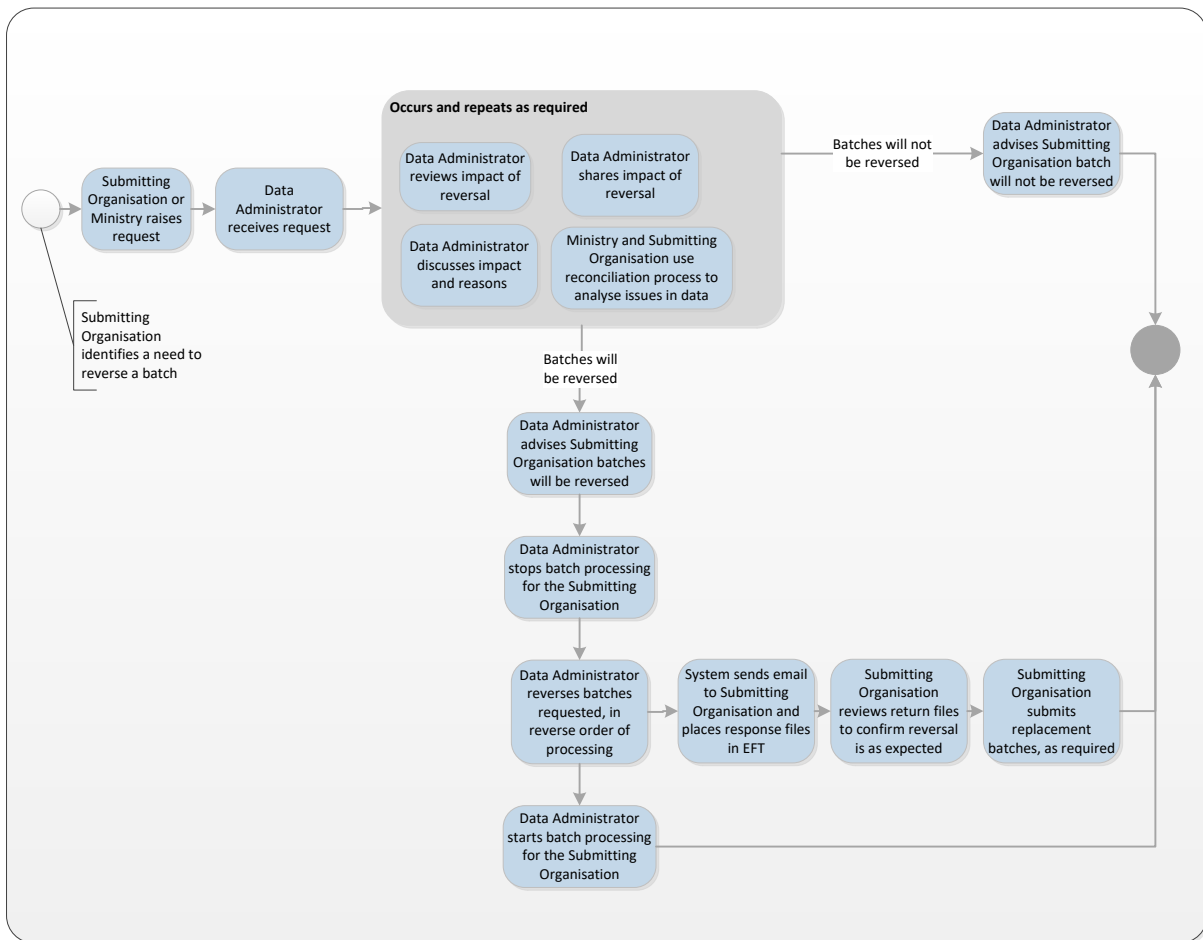 Occurs and repeats as required
Submitting
Organisation or
Ministry raises
request
Data
Administrator
receives request
Data Administrator
reviews impact of
reversal
Data Administrator
shares impact of
reversal
Data Administrator
discusses impact
and reasons
Ministry and Submitting
Organisation use
reconciliation process to
analyse issues in data
Batches will not
be reversed
Data Administrator
advises Submitting
Organisation batch
will not be reversed
Submitting
Organisation
identifies a need to
reverse a batch
Batches will
be reversed
Data Administrator
advises Submitting
Organisation batches
will be reversed
Data Administrator
stops batch processing
for the Submitting
Organisation
Data Administrator
reverses batches
requested, in
reverse order of
processing
System sends email
to Submitting
Organisation and
places response files
in EFT
Submitting
Organisation
reviews return files
to confirm reversal
is as expected
Submitting
Organisation
submits
replacement
batches, as required
Data Administrator
starts batch processing
for the Submitting
Organisation